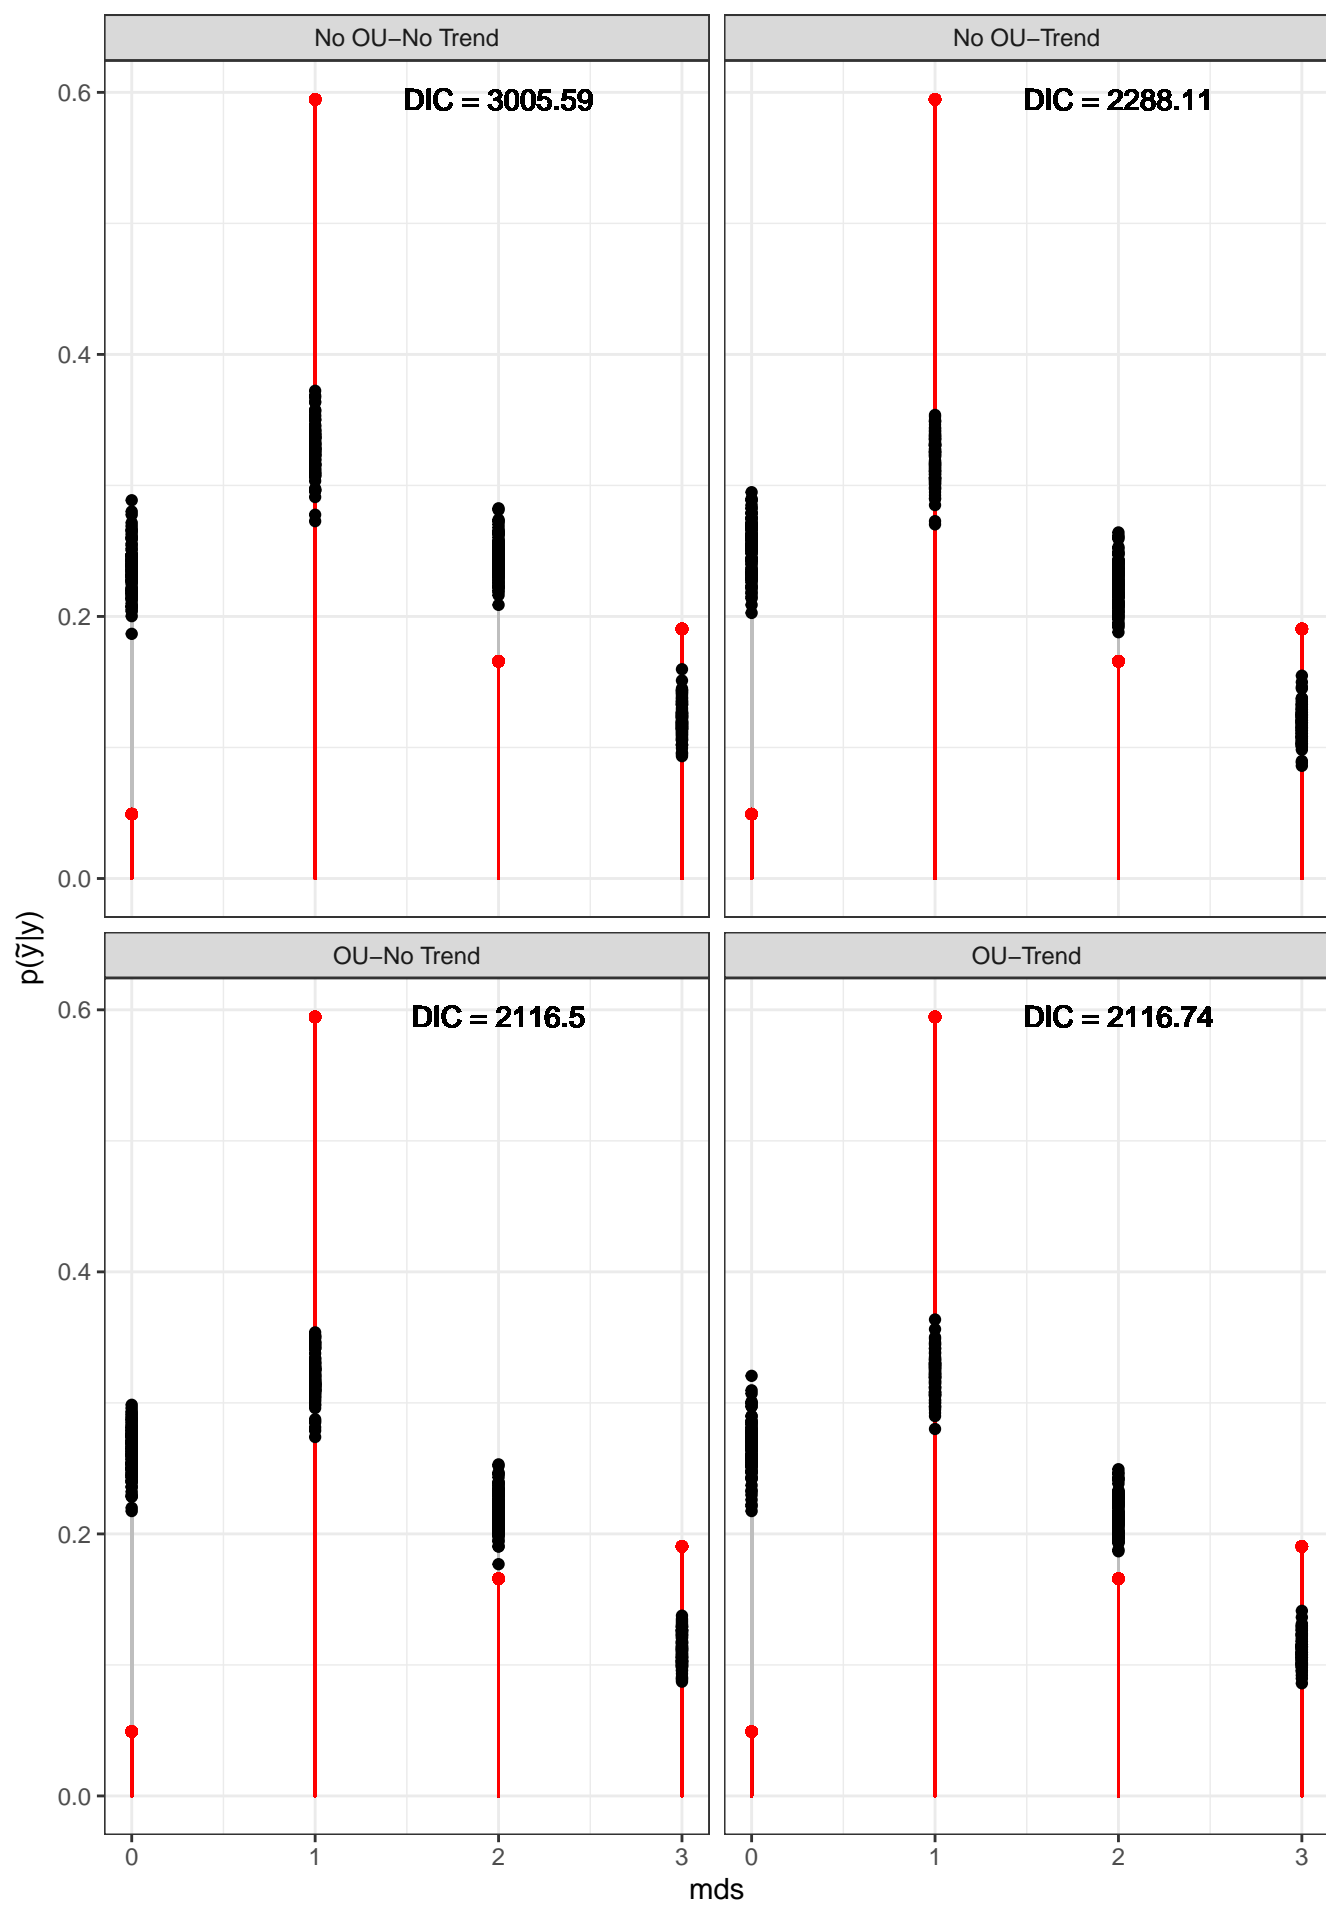 No OU–No Trend
No OU–Trend
0.6
DIC = 3005.59
DIC = 2288.11
0.4
0.2
0.0
p(ỹ|y)
OU–No Trend
OU–Trend
0.6
DIC = 2116.5
DIC = 2116.74
0.4
0.2
0.0
0 1 2 3
0 1 2 3
mds